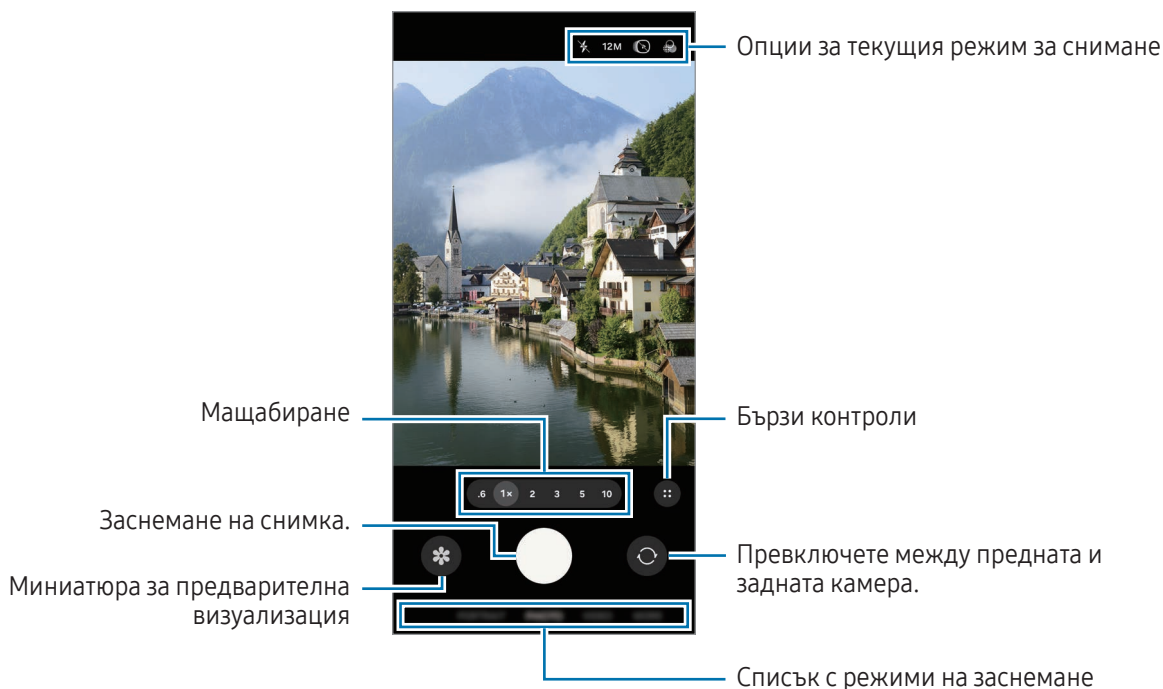 12M
Опции за текущия режим за снимане
Мащабиране
Бързи контроли
.6 1× 2 3 5 10
Заснемане на снимка.
Превключете между предната и
задната камера.
Миниатюра за предварителна
визуализация
Списък с режими на заснемане